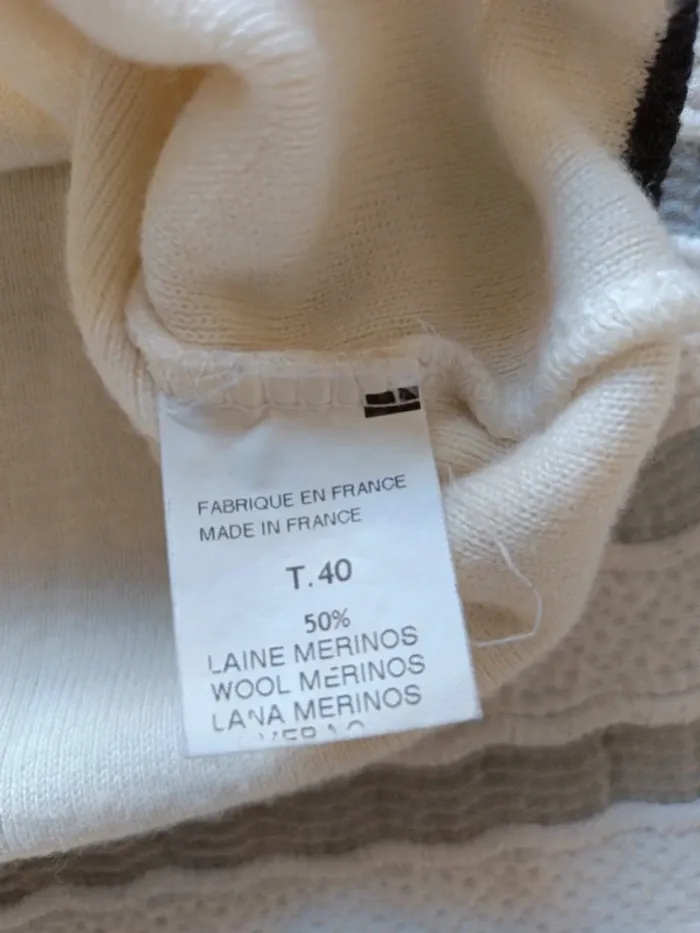 FABRIQUE EN FRANCE
MADE IN FRANCE
T.40
50%
LAINE MERINOS
WOOL MERINOS
LANA MERINOS